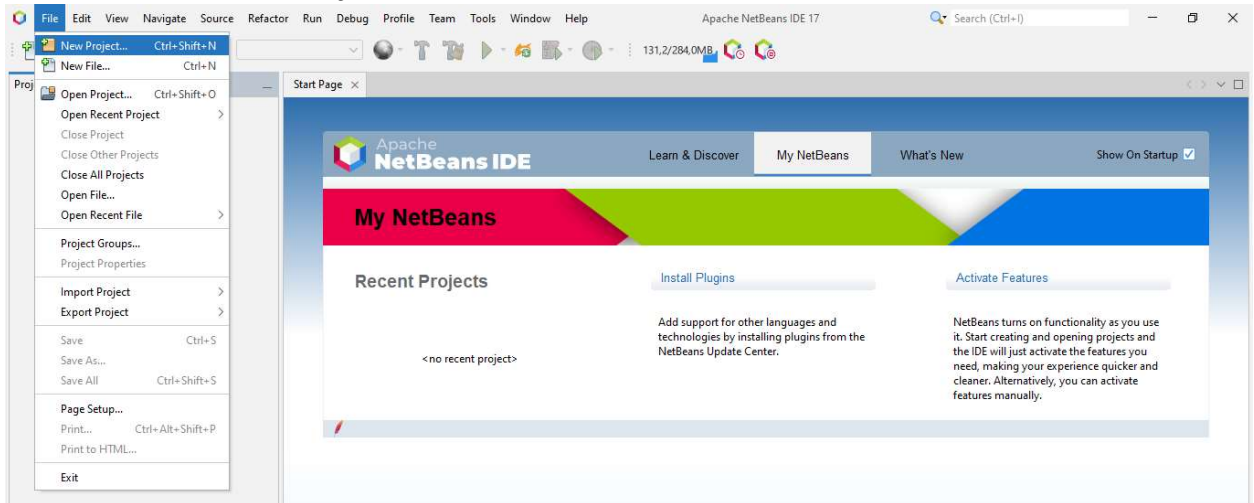 File Edit View Navigate Source Refactor Run Debug Profile Team Tools Window Help Apache NetBeans IDE 17 Search (Ctrl+I)
131,2/284,0MB
New Project... Ctrl+Shift+N
New File... Ctrl+N
Open Project... Ctrl+Shift+O
Open Recent Project
Close Project
Close Other Projects
Close All Projects
Open File...
Open Recent File
Project Groups...
Project Properties
Import Project
Export Project
Save Ctrl+S
Save As...
Save All Ctrl+Shift+S
Page Setup...
Print... Ctrl+Alt+Shift+P
Print to HTML...
Exit
Proj
Start Page
Apache
NetBeans IDE
Learn & Discover My NetBeans What's New Show On Startup
My NetBeans
Recent Projects
<no recent project>
Install Plugins
Add support for other languages and
technologies by installing plugins from the
NetBeans Update Center.
Activate Features
NetBeans turns on functionality as you use
it. Start creating and opening projects and
the IDE will just activate the features you
need, making your experience quicker and
cleaner. Alternatively, you can activate
features manually.